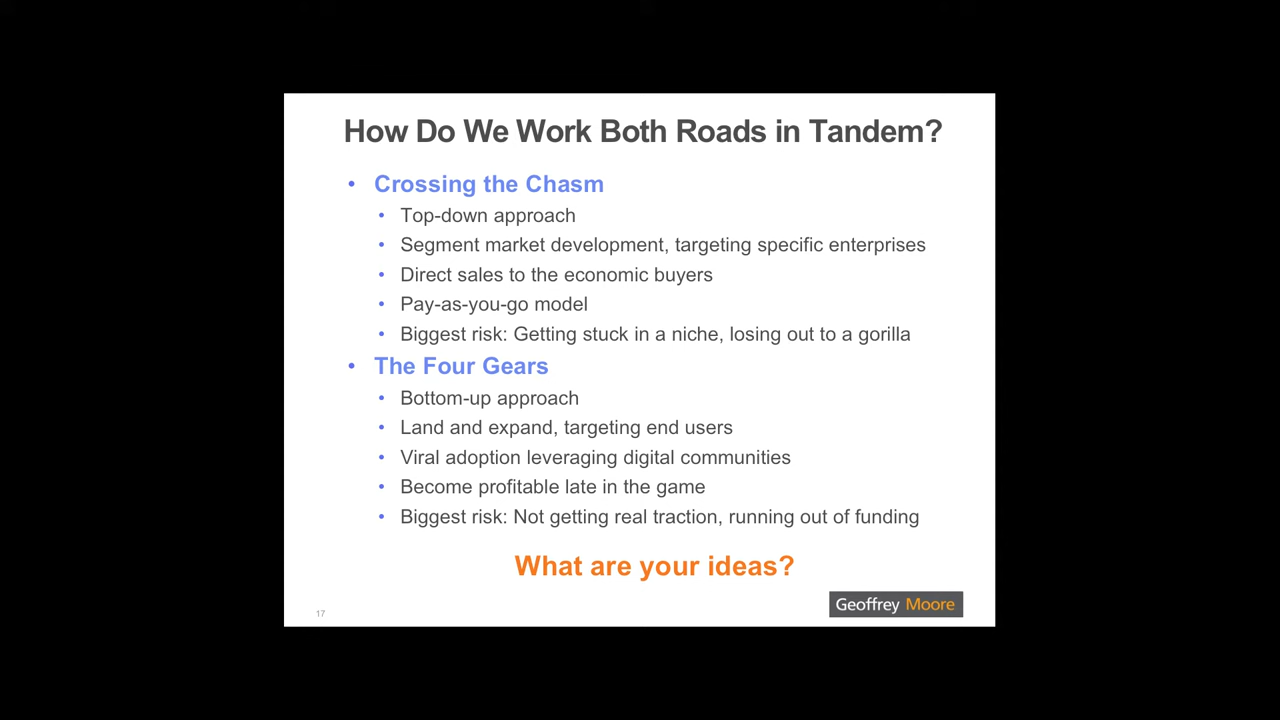 How Do We Work Both Roads in Tandem?
• Crossing the Chasm
• Top-down approach
• Segment market development, targeting specific enterprises
• Direct sales to the economic buyers
• Pay-as-you-go model
• Biggest risk: Getting stuck in a niche, losing out to a gorilla
• The Four Gears
• Bottom-up approach
• Land and expand, targeting end users
• Viral adoption leveraging digital communities
• Become profitable late in the game
• Biggest risk: Not getting real traction, running out of funding
What are your ideas?
17
Geoffrey Moore